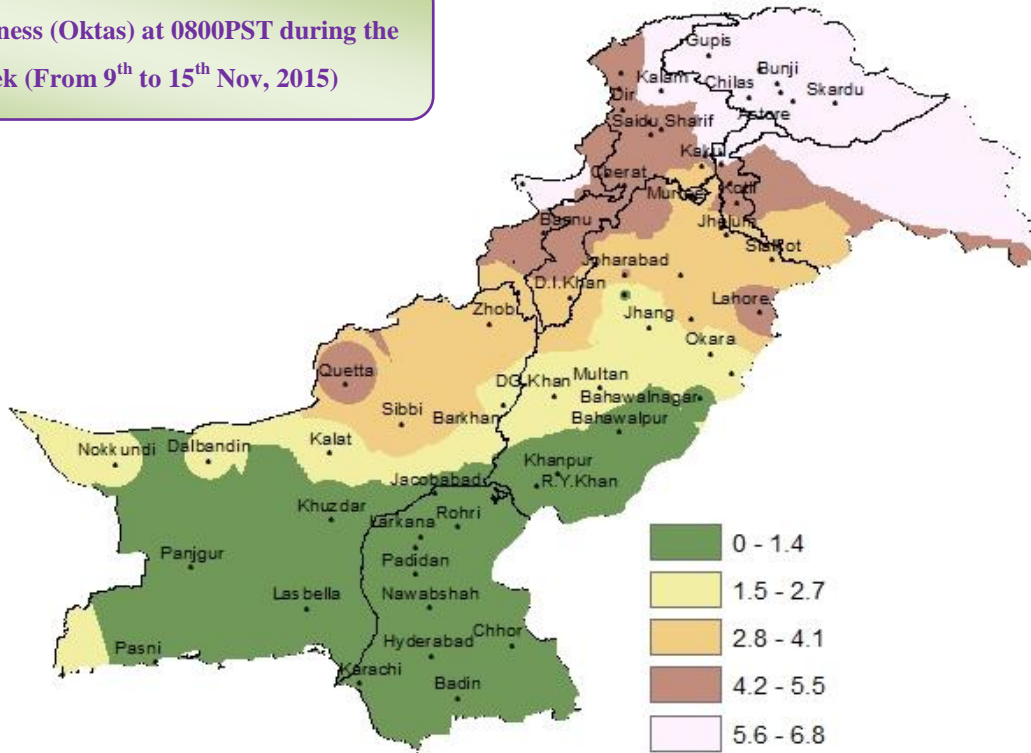 ness (Oktas) at 0800PST during the
ek (From 9th to 15th Nov, 2015)
Gupis
Kalam
Chilas
Bunji
Skardu
Dir
Astore
Saidu Sharif
Kakul
Cherat
Murree
Kotli
Bannu
Jhelum
Sialkot
Joharabad
D.I.Khan
Zhob
Lahore
Jhang
Okara
Quetta
DG.Khan
Multan
Bahawalnagar
Sibbi
Barkhan
Bahawalpur
Nokkundi
Dalbandin
Kalat
Khanpur
Jacobabad
R.Y.Khan
Khuzdar
Rohri
Larkana
Panjgur
Padidan
Lasbella
Nawabshah
Pasni
Hyderabad
Chhor
Karachi
Badin
0 - 1.4
1.5 - 2.7
2.8 - 4.1
4.2 - 5.5
5.6 - 6.8